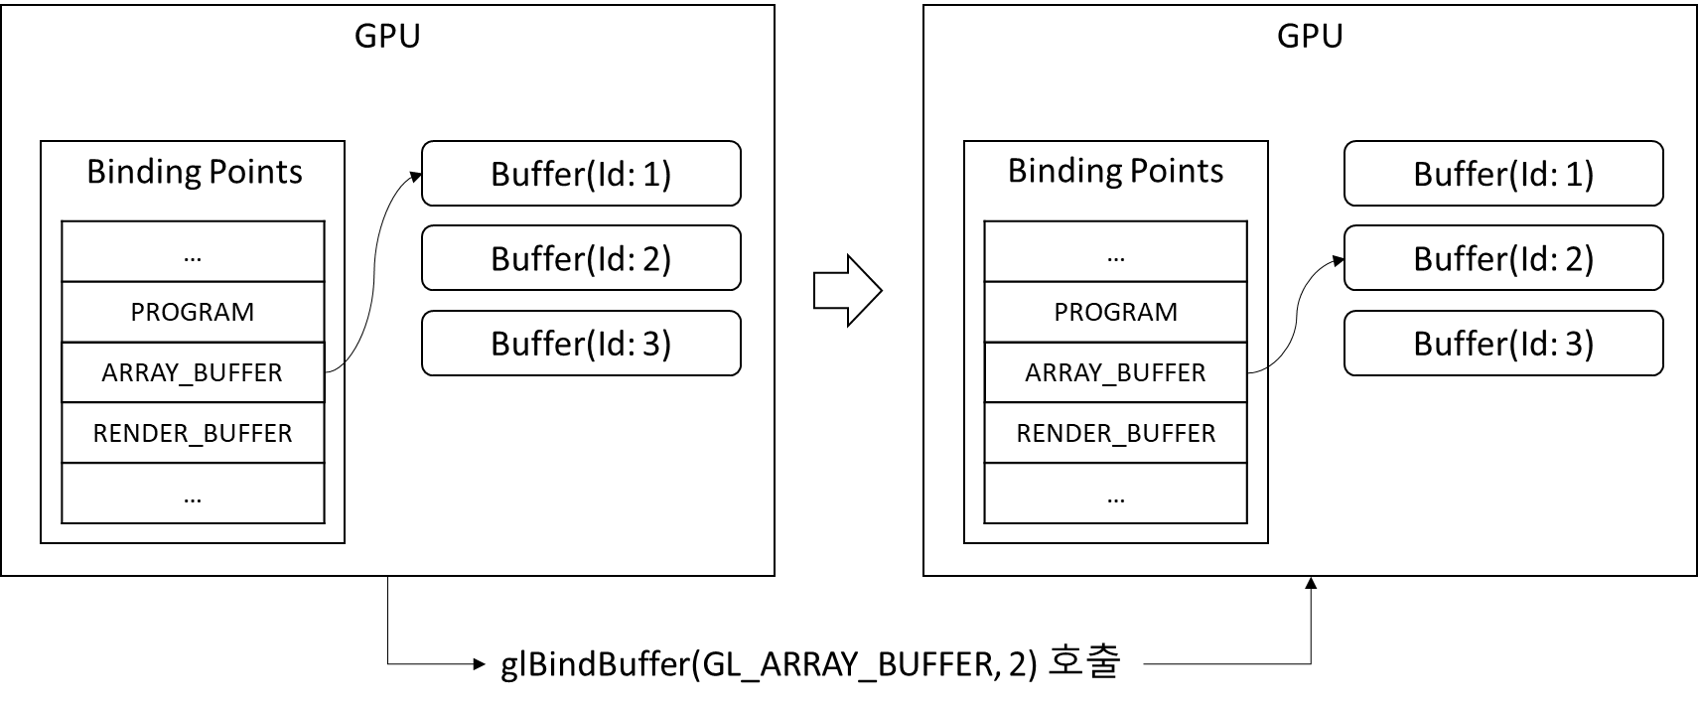 GPU
Binding Points
...
PROGRAM
ARRAY_BUFFER
RENDER_BUFFER
...
Buffer(Id: 1)
Buffer(Id: 2)
Buffer(Id: 3)
GPU
Binding Points
...
PROGRAM
ARRAY_BUFFER
RENDER_BUFFER
...
Buffer(Id: 1)
Buffer(Id: 2)
Buffer(Id: 3)
glBindBuffer(GL_ARRAY_BUFFER, 2) 호출